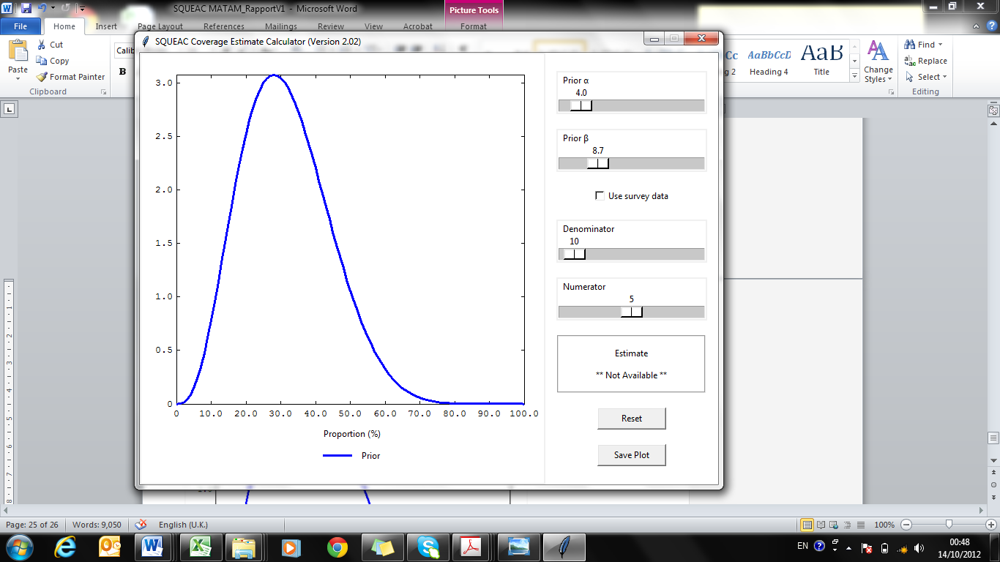 SQUEAC MATAM_RapportV1 - Microsoft Word
Picture Tools
File Home Insert Page Layout References Mailings Review View Acrobat Format
Paste
Cut
Copy
Format Painter
Clipboard
Calib
B
Heading 4
Title
Change
Styles
Find
Replace
Select
Editing
SQUEAC Coverage Estimate Calculator (Version 2.02)
3.0
2.5
2.0
1.5
1.0
0.5
0
0 10.0 20.0 30.0 40.0 50.0 60.0 70.0 80.0 90.0 100.0
Proportion (%)
Prior
Prior α
4.0
Prior β
8.7
Use survey data
Denominator
10
Numerator
5
Estimate
** Not Available **
Reset
Save Plot
Page: 25 of 26 Words: 9,050 English (U.K.) 100%
EN
00:48
14/10/2012